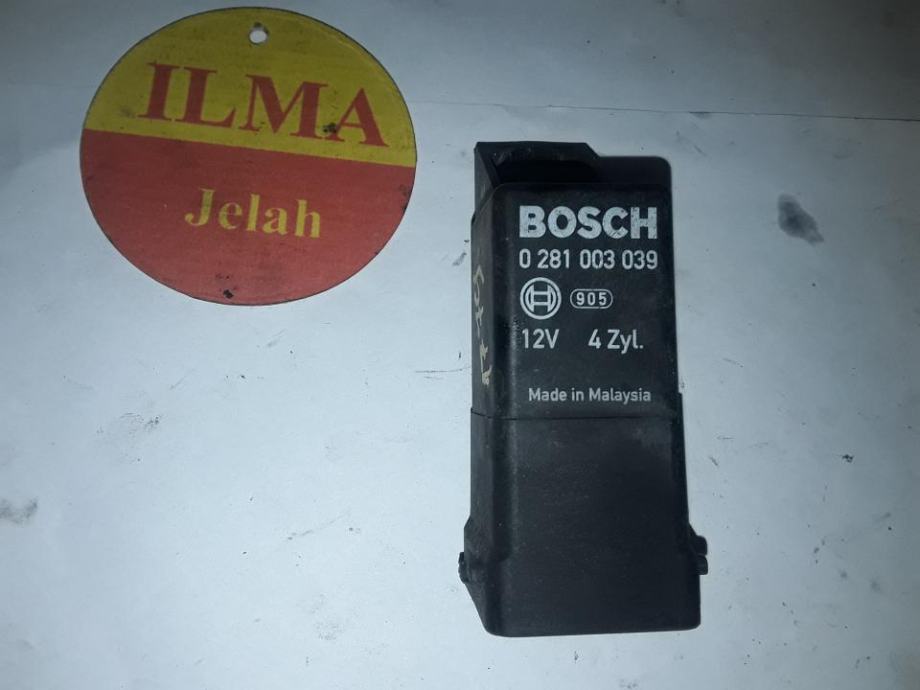 ILMA
Jelah
BOSCH
0 281 003 039
905
12V 4 Zyl.
Made in Malaysia